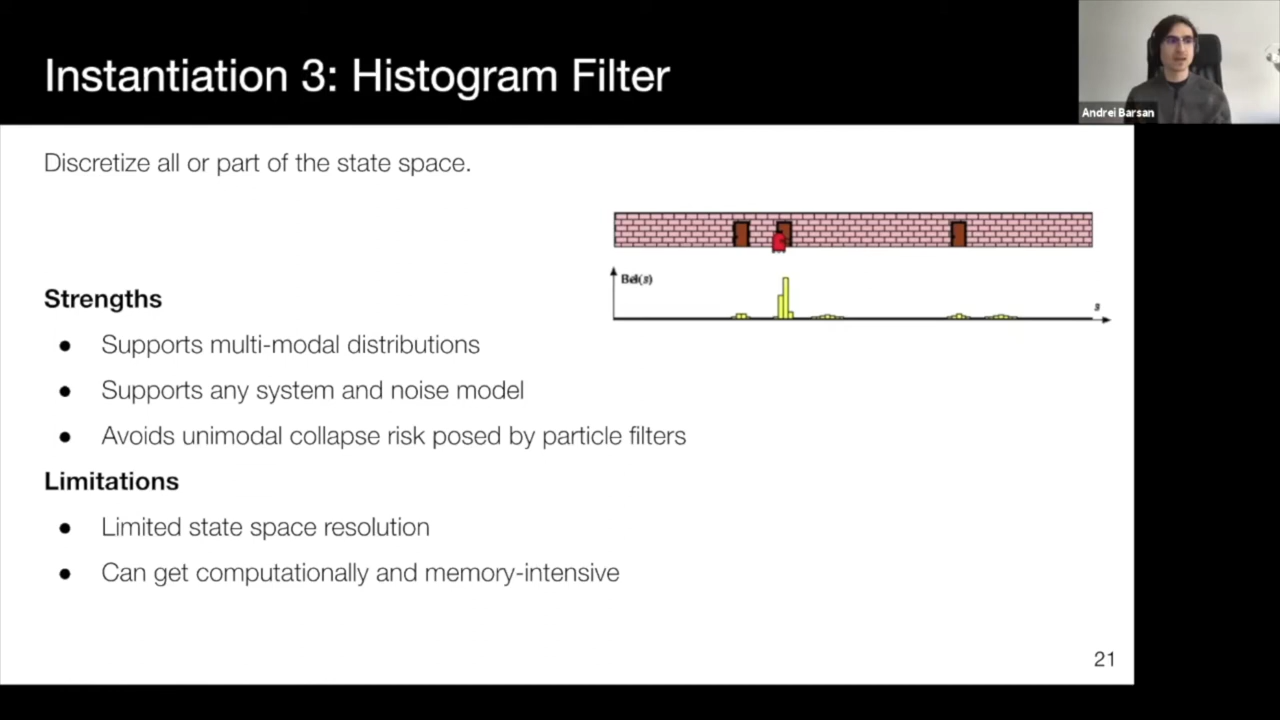 Instantiation 3: Histogram Filter
Andrei Barsan
Discretize all or part of the state space.
s
Strengths
● Supports multi-modal distributions
● Supports any system and noise model
● Avoids unimodal collapse risk posed by particle filters
Limitations
● Limited state space resolution
● Can get computationally and memory-intensive
21